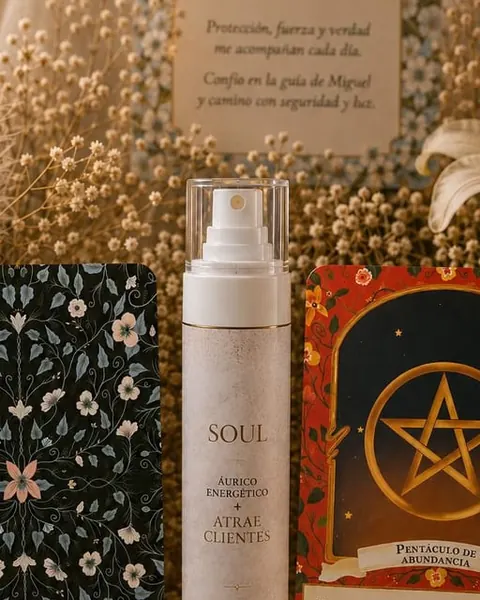 Protección, fuerza y verdad
me acompañan cada día.
Confío en la guía de Miguel
y camino con seguridad y luz.
SOUL
ÁURICO
ENERGÉTICO
+
ATRAE
CLIENTES
PENTÁCULO DE
ABUNDANCIA